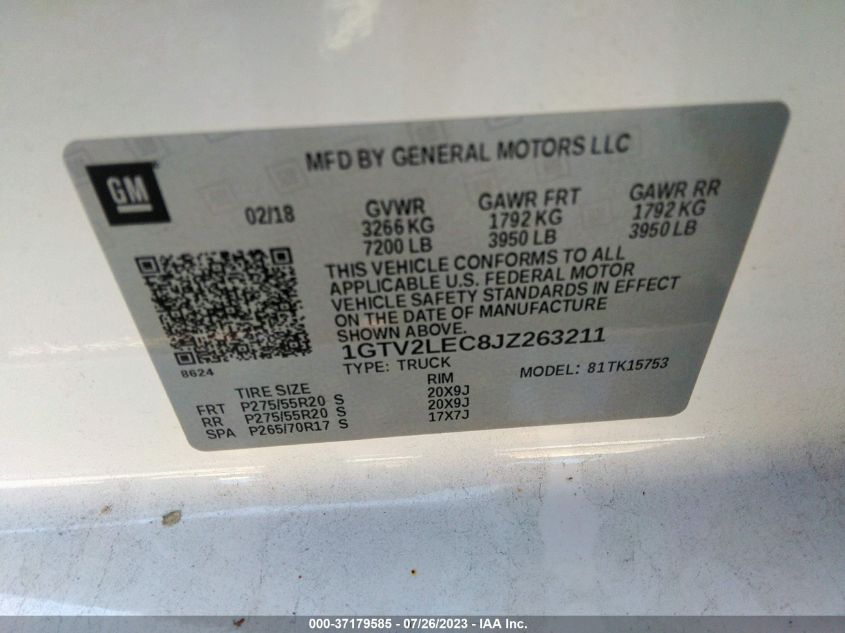 MFD BY GENERAL MOTORS LLC
GM
02/18
GVWR GAWR FRT GAWR RR
3266 KG 1792 KG 1792 KG
7200 LB 3950 LB 3950 LB
THIS VEHICLE CONFORMS TO ALL
APPLICABLE U.S. FEDERAL MOTOR
VEHICLE SAFETY STANDARDS IN EFFECT
ON THE DATE OF MANUFACTURE
SHOWN ABOVE.
1GTV2LEC8JZ263211
8624
TYPE: TRUCK MODEL: 81TK15753
TIRE SIZE RIM
FRT P275/55R20 S 20X9J
RR P275/55R20 S 20X9J
SPA P265/70R17 S 17X7J
000-37179585 - 07/26/2023 - IAA Inc.